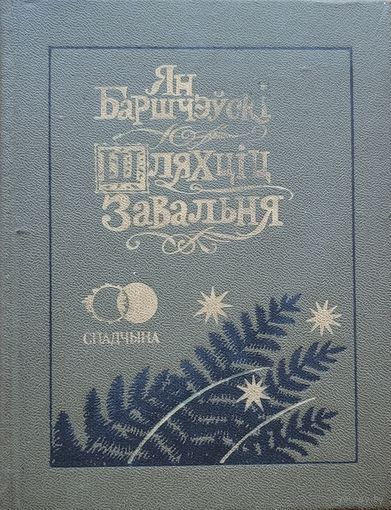 Ян
Баршчэўскі
Шляхціц
Завальня
СПАДЧЫНА